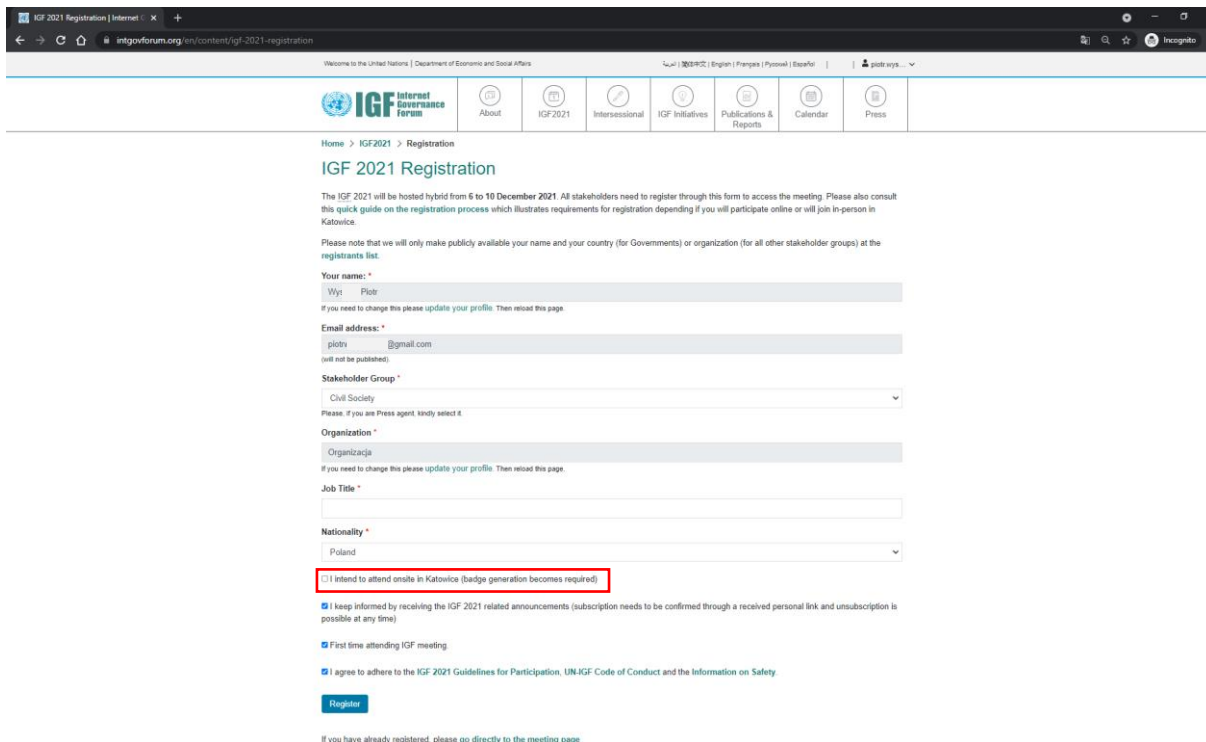 IGF 2021 Registration | Internet G
intgovforum.org/en/content/igf-2021-registration
Incognito
Welcome to the United Nations | Department of Economic and Social Affairs
العربية | 简体中文 | English | Français | Русский | Español |
| piotr.wys...
IGF Internet Governance Forum
About
IGF2021
Intersessional
IGF Initiatives
Publications & Reports
Calendar
Press
Home > IGF2021 > Registration
IGF 2021 Registration
The IGF 2021 will be hosted hybrid from 6 to 10 December 2021. All stakeholders need to register through this form to access the meeting. Please also consult
this quick guide on the registration process which illustrates requirements for registration depending if you will participate online or will join in-person in
Katowice.
Please note that we will only make publicly available your name and your country (for Governments) or organization (for all other stakeholder groups) at the
registrants list.
Your name: *
Wys Piotr
If you need to change this please update your profile. Then reload this page.
Email address: *
piotr @gmail.com
(will not be published).
Stakeholder Group *
Civil Society
Please, if you are Press agent, kindly select it.
Organization *
Organizacja
If you need to change this please update your profile. Then reload this page.
Job Title *
Nationality *
Poland
I intend to attend onsite in Katowice (badge generation becomes required)
I keep informed by receiving the IGF 2021 related announcements (subscription needs to be confirmed through a received personal link and unsubscription is
possible at any time)
First time attending IGF meeting.
I agree to adhere to the IGF 2021 Guidelines for Participation, UN-IGF Code of Conduct and the Information on Safety.
Register
If you have already registered, please go directly to the meeting page